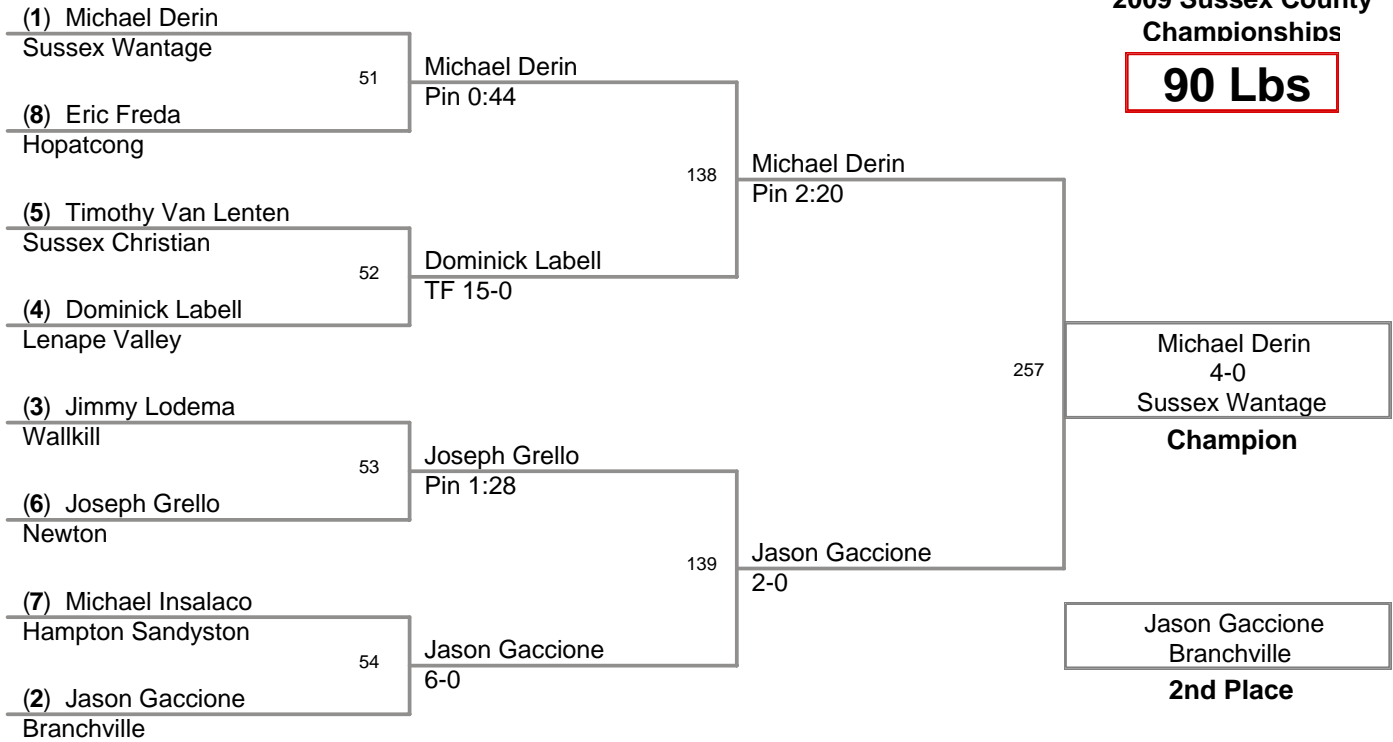 2009 Sussex County
Championships
90 Lbs
(1) Michael Derin
Sussex Wantage
51
(8) Eric Freda
Hopatcong
Michael Derin
Pin 0:44
(5) Timothy Van Lenten
Sussex Christian
52
(4) Dominick Labell
Lenape Valley
Dominick Labell
TF 15-0
138
Michael Derin
Pin 2:20
(3) Jimmy Lodema
Wallkill
53
(6) Joseph Grello
Newton
Joseph Grello
Pin 1:28
(7) Michael Insalaco
Hampton Sandyston
54
(2) Jason Gaccione
Branchville
Jason Gaccione
6-0
139
Jason Gaccione
2-0
257
Michael Derin
4-0
Sussex Wantage
Champion
Jason Gaccione
Branchville
2nd Place